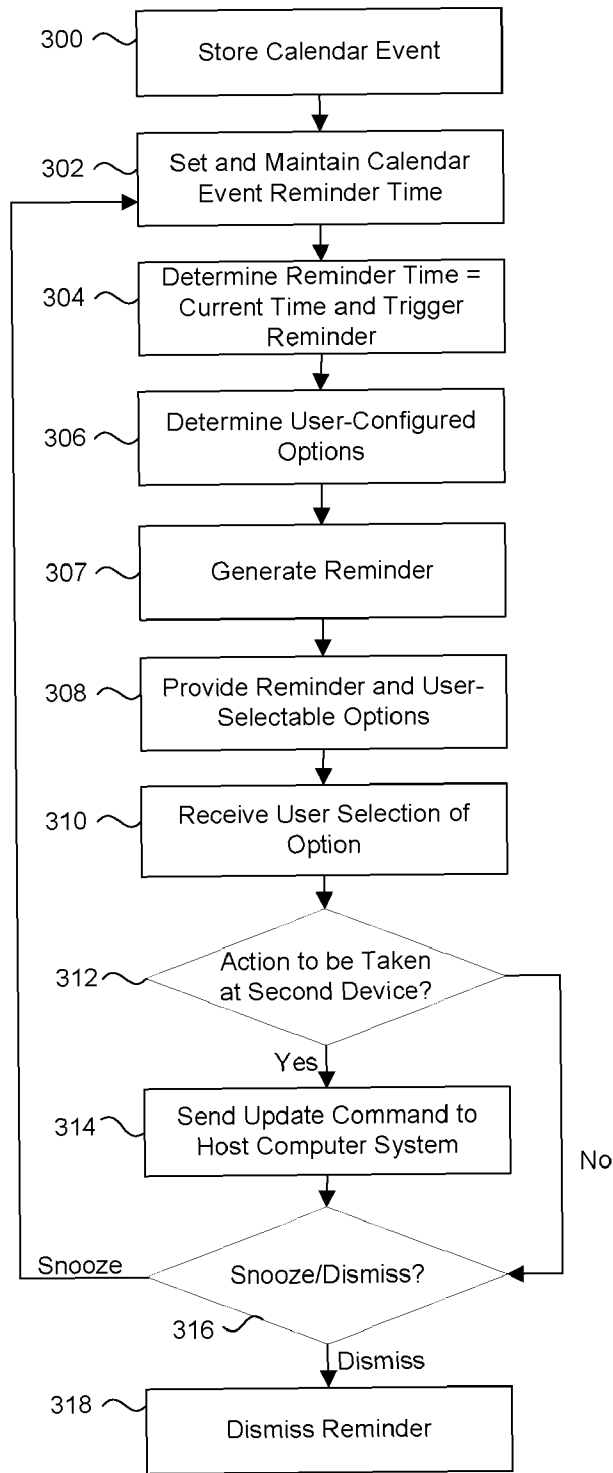 300
Store Calendar Event
302
Set and Maintain Calendar
Event Reminder Time
304
Determine Reminder Time =
Current Time and Trigger
Reminder
306
Determine User-Configured
Options
307
Generate Reminder
308
Provide Reminder and User-
Selectable Options
310
Receive User Selection of
Option
312
Action to be Taken
at Second Device?
Yes
314
Send Update Command to
Host Computer System
No
Snooze
Snooze/Dismiss?
316
Dismiss
318
Dismiss Reminder